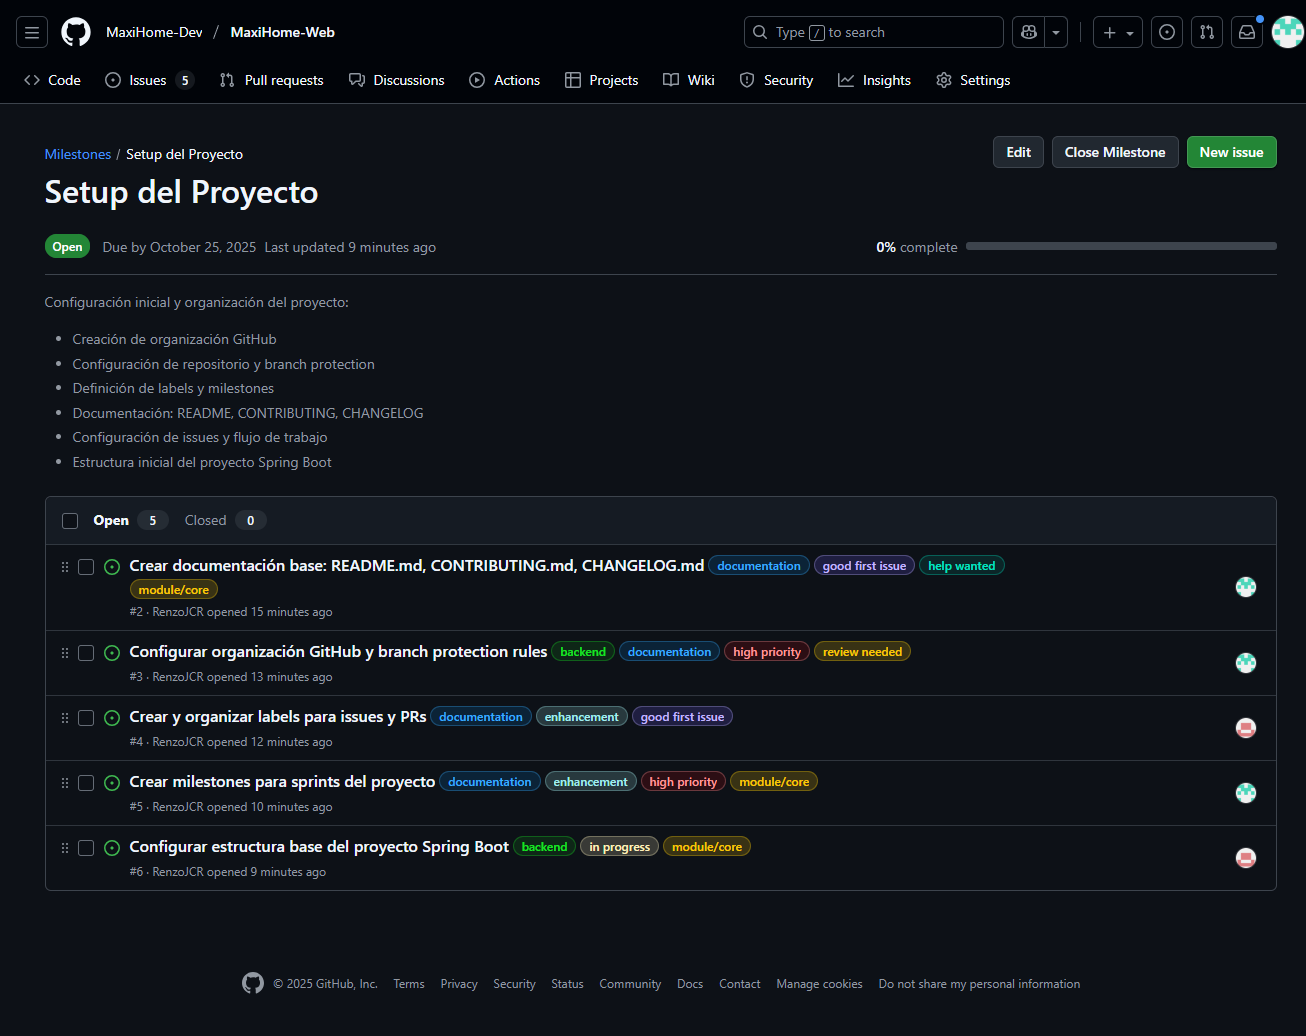 MaxiHome-Dev / MaxiHome-Web
Type / to search
Code Issues 5 Pull requests Discussions Actions Projects Wiki Security Insights Settings
Milestones / Setup del Proyecto
Edit Close Milestone New issue
Setup del Proyecto
Open Due by October 25, 2025 Last updated 9 minutes ago 0% complete
Configuración inicial y organización del proyecto:
• Creación de organización GitHub
• Configuración de repositorio y branch protection
• Definición de labels y milestones
• Documentación: README, CONTRIBUTING, CHANGELOG
• Configuración de issues y flujo de trabajo
• Estructura inicial del proyecto Spring Boot
Open 5 Closed 0
Crear documentación base: README.md, CONTRIBUTING.md, CHANGELOG.md documentation good first issue help wanted
module/core
#2 · RenzoJCR opened 15 minutes ago
Configurar organización GitHub y branch protection rules backend documentation high priority review needed
#3 · RenzoJCR opened 13 minutes ago
Crear y organizar labels para issues y PRs documentation enhancement good first issue
#4 · RenzoJCR opened 12 minutes ago
Crear milestones para sprints del proyecto documentation enhancement high priority module/core
#5 · RenzoJCR opened 10 minutes ago
Configurar estructura base del proyecto Spring Boot backend in progress module/core
#6 · RenzoJCR opened 9 minutes ago
© 2025 GitHub, Inc. Terms Privacy Security Status Community Docs Contact Manage cookies Do not share my personal information